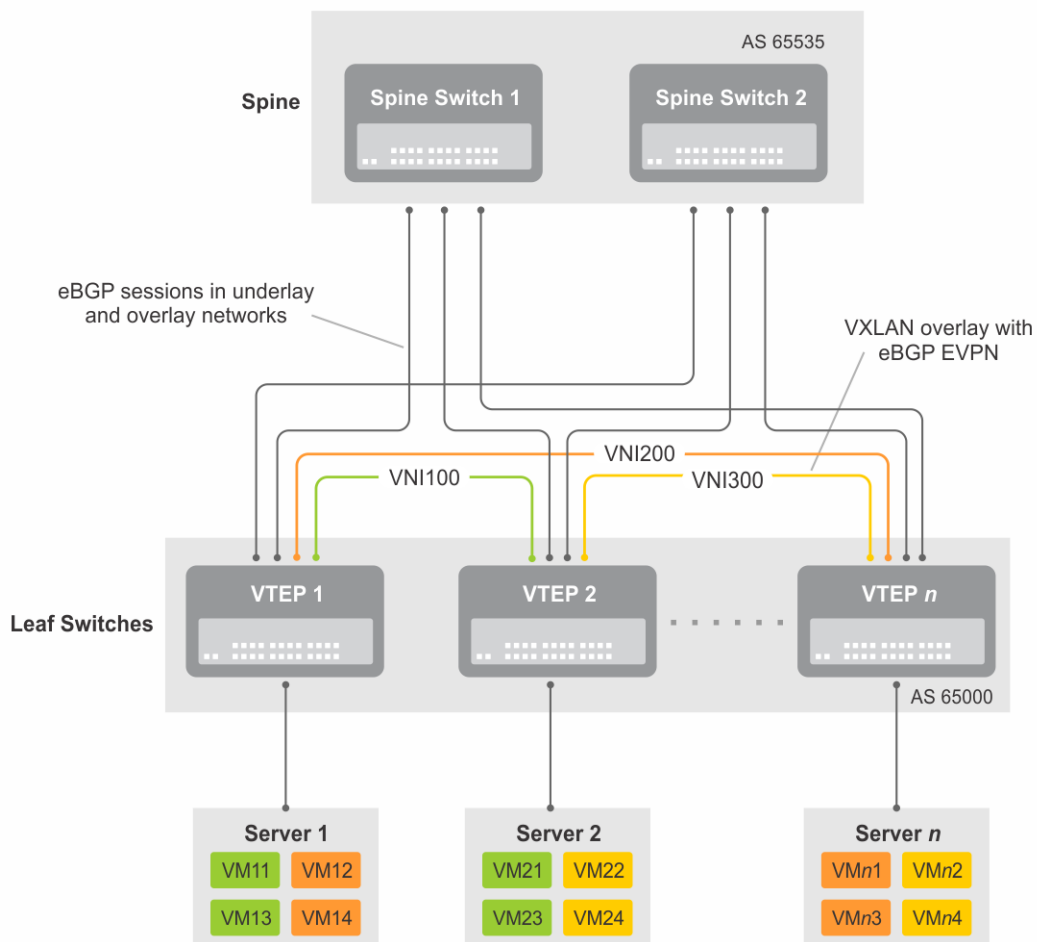 AS 65535
Spine
Spine Switch 1
Spine Switch 2
eBGP sessions in underlay
and overlay networks
VXLAN overlay with
eBGP EVPN
VNI200
VNI100
VNI300
Leaf Switches
VTEP 1
VTEP 2
VTEP n
AS 65000
Server 1
Server 2
Server n
VM11 VM12
VM21 VM22
VMn1 VMn2
VM13 VM14
VM23 VM24
VMn3 VMn4